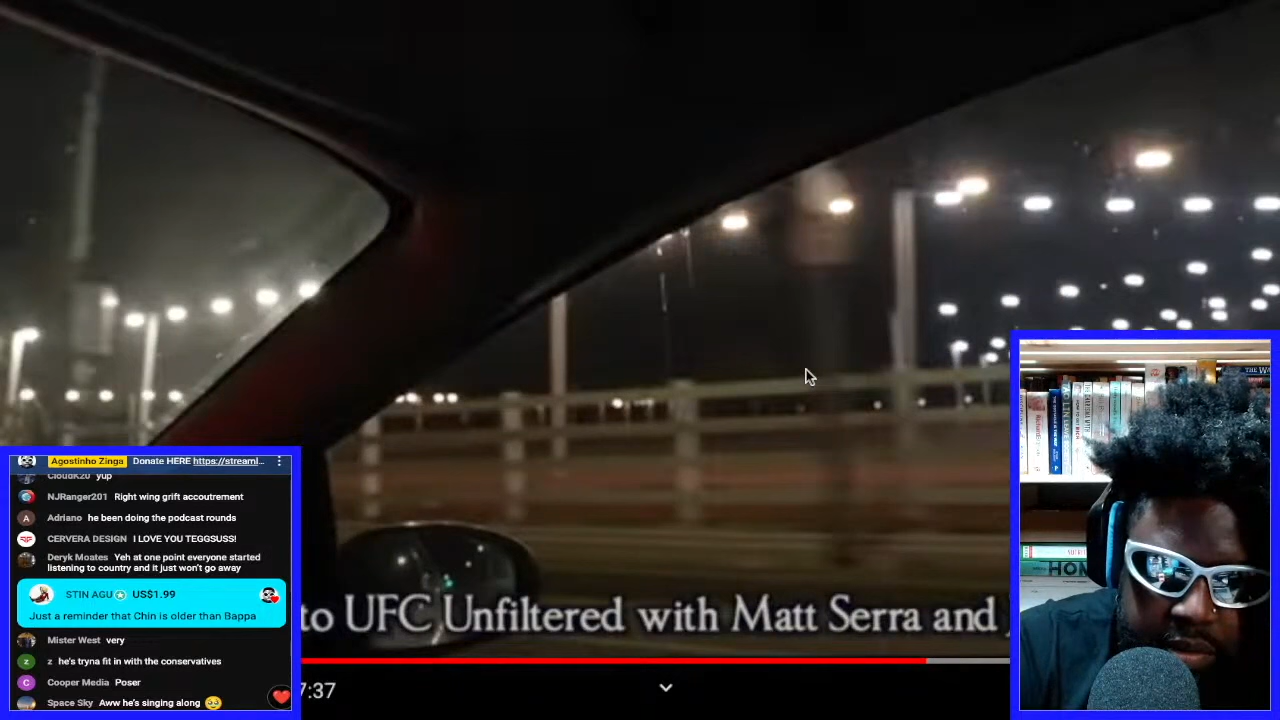 to UFC Unfiltered with Matt Serra and
7:37
Agostinho Zinga Donate HERE https://streaml...
CloudK20 yup
NJRanger201 Right wing grift accoutrement
Adriano he been doing the podcast rounds
CERVERA DESIGN I LOVE YOU TEGGSUSS!
Deryk Moates Yeah at one point everyone started
listening to country and it just won't go away
STIN AGU US$1.99
Just a reminder that Chin is older than Bappa
Mister West very
z he's tryna fit in with the conservatives
Cooper Media Poser
Space Sky Aww he's singing along 🥹